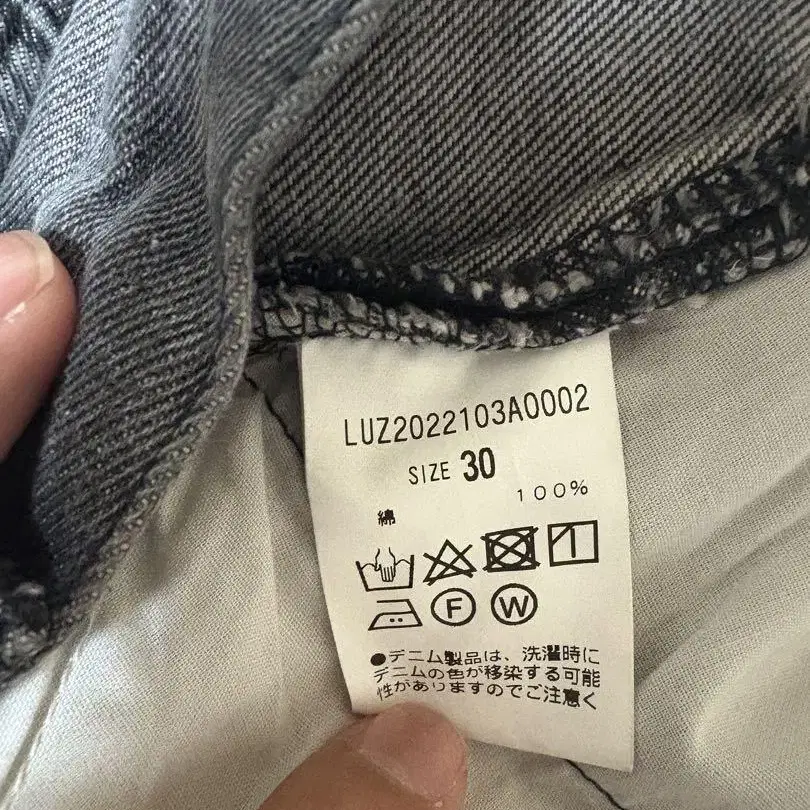 LUZ2022103A0002
SIZE 30
綿 100%
F W
●デニム製品は、洗濯時に
デニムの色が移染する可能
性がありますのでご注意く